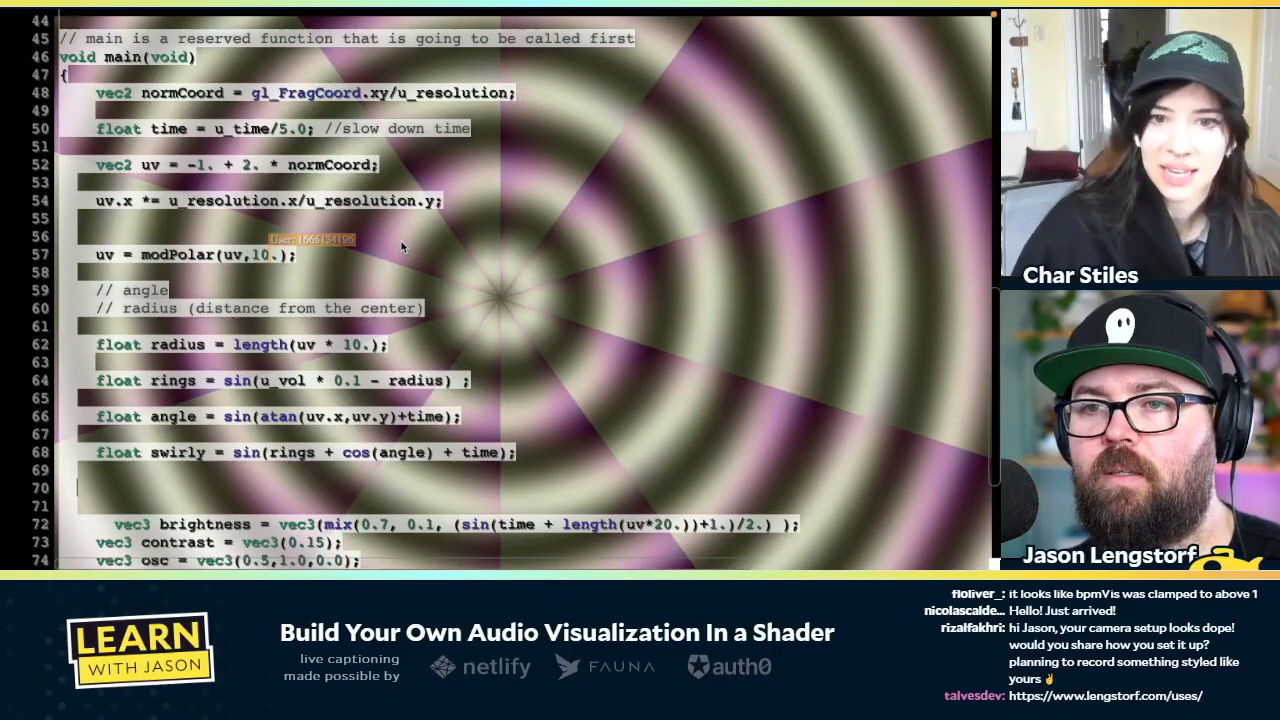 44
45 // main is a reserved function that is going to be called first
46 void main(void)
47 {
48 vec2 normCoord = gl_FragCoord.xy/u_resolution;
49
50 float time = u_time/5.0; //slow down time
51
52 vec2 uv = -1. + 2. * normCoord;
53
54 uv.x *= u_resolution.x/u_resolution.y;
55
56
User: 1665134196
57 uv = modPolar(uv,10.);
58
59 // angle
60 // radius (distance from the center)
61
62 float radius = length(uv * 10.);
63
64 float rings = sin(u_vol * 0.1 - radius) ;
65
66 float angle = sin(atan(uv.x,uv.y)+time);
67
68 float swirly = sin(rings + cos(angle) + time);
69
70
71
72 vec3 brightness = vec3(mix(0.7, 0.1, (sin(time + length(uv*20.))+1.)/2.) );
73 vec3 contrast = vec3(0.15);
74 vec3 osc = vec3(0.5,1.0,0.0);
Char Stiles
Jason Lengstorf
LEARN
WITH JASON
Build Your Own Audio Visualization In a Shader
live captioning
made possible by
netlify
FAUNA
auth0
floliver_: it looks like bpmVis was clamped to above 1
nicolascalde... Hello! Just arrived!
rizalfakhri: hi Jason, your camera setup looks dope!
would you share how you set it up?
planning to record something styled like
yours ✌
talvesdev: https://www.lengstorf.com/uses/